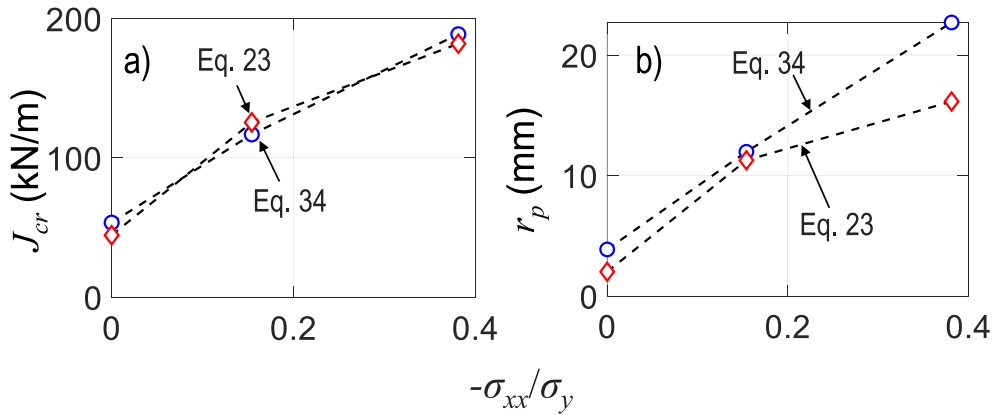 200
100
0
J_cr (kN/m)
a)
Eq. 23
Eq. 34
0
0.2
0.4
20
10
0
r_p (mm)
b)
Eq. 34
Eq. 23
0
0.2
0.4
-σ_xx/σ_y